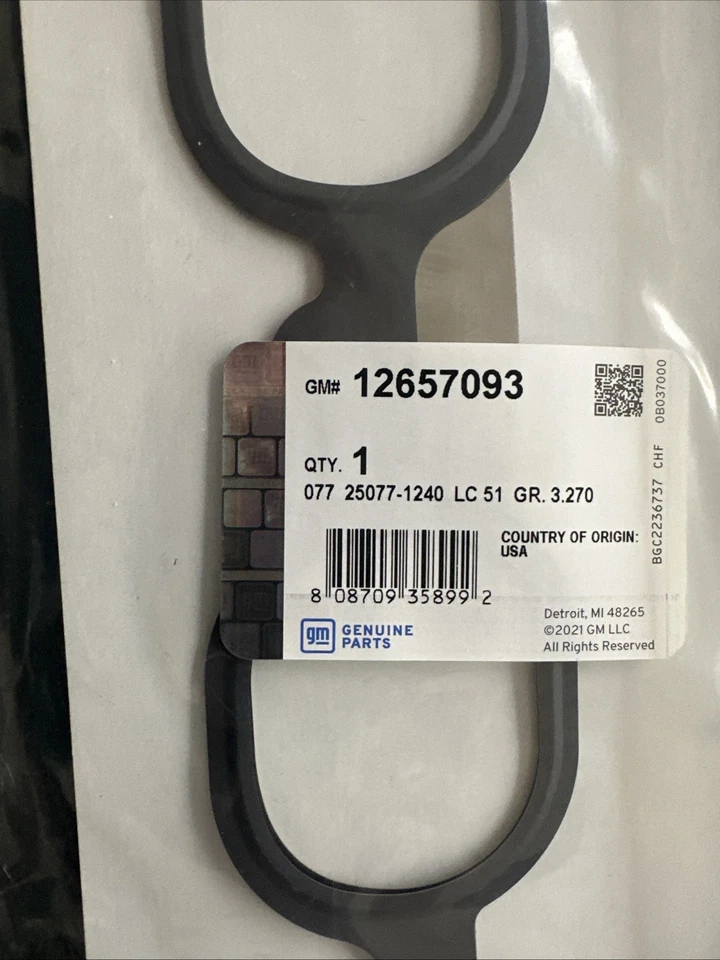 GM# 12657093
QTY. 1
077 25077-1240 LC 51 GR. 3.270
COUNTRY OF ORIGIN:
USA
8 08709 35899 2
gm GENUINE
PARTS
Detroit, MI 48265
©2021 GM LLC
All Rights Reserved
BGC2236737 CHF 0B037000